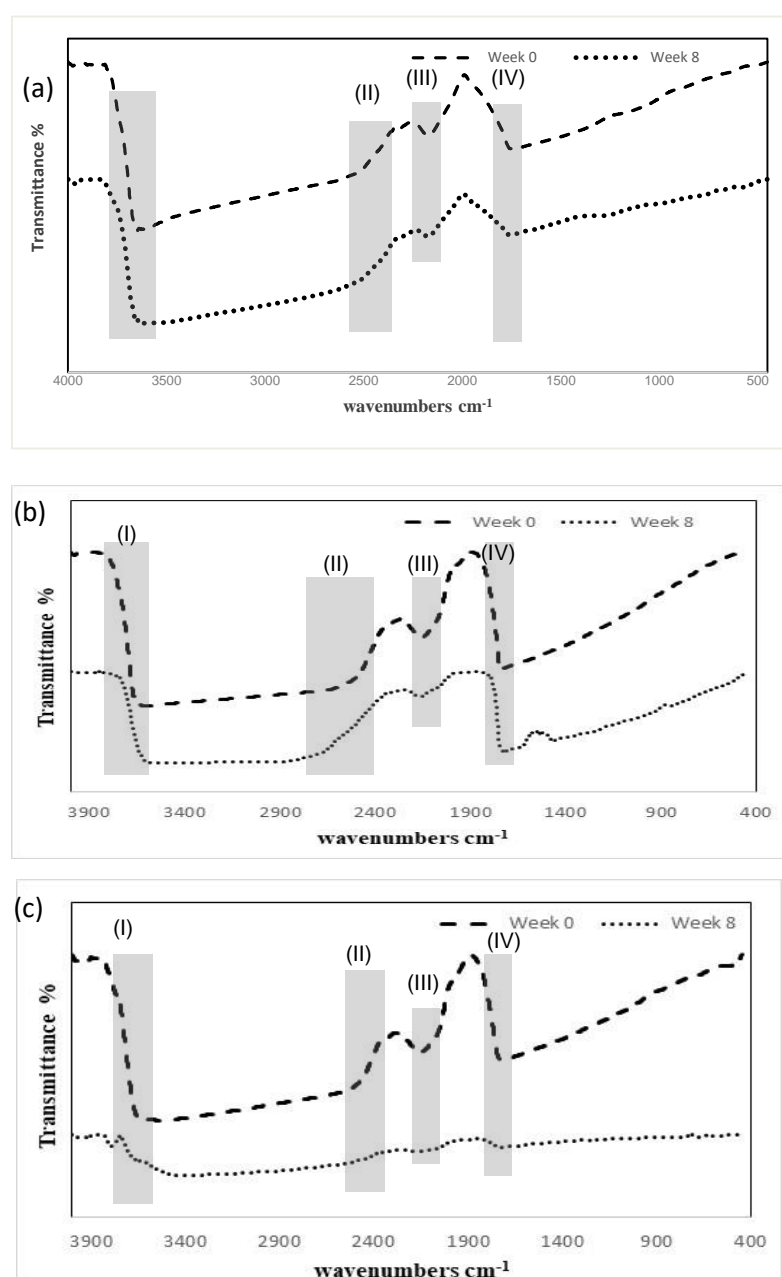 Week 0 Week 8
(a)
(II)
(III)
(IV)
Transmittance %
4000 3500 3000 2500 2000 1500 1000 500
wavenumbers cm-1
(b)
Week 0 Week 8
(I)
(II)
(III)
(IV)
Transmittance %
3900 3400 2900 2400 1900 1400 900 400
wavenumbers cm-1
(c)
Week 0 Week 8
(I)
(II)
(III)
(IV)
Transmittance %
3900 3400 2900 2400 1900 1400 900 400
wavenumbers cm-1